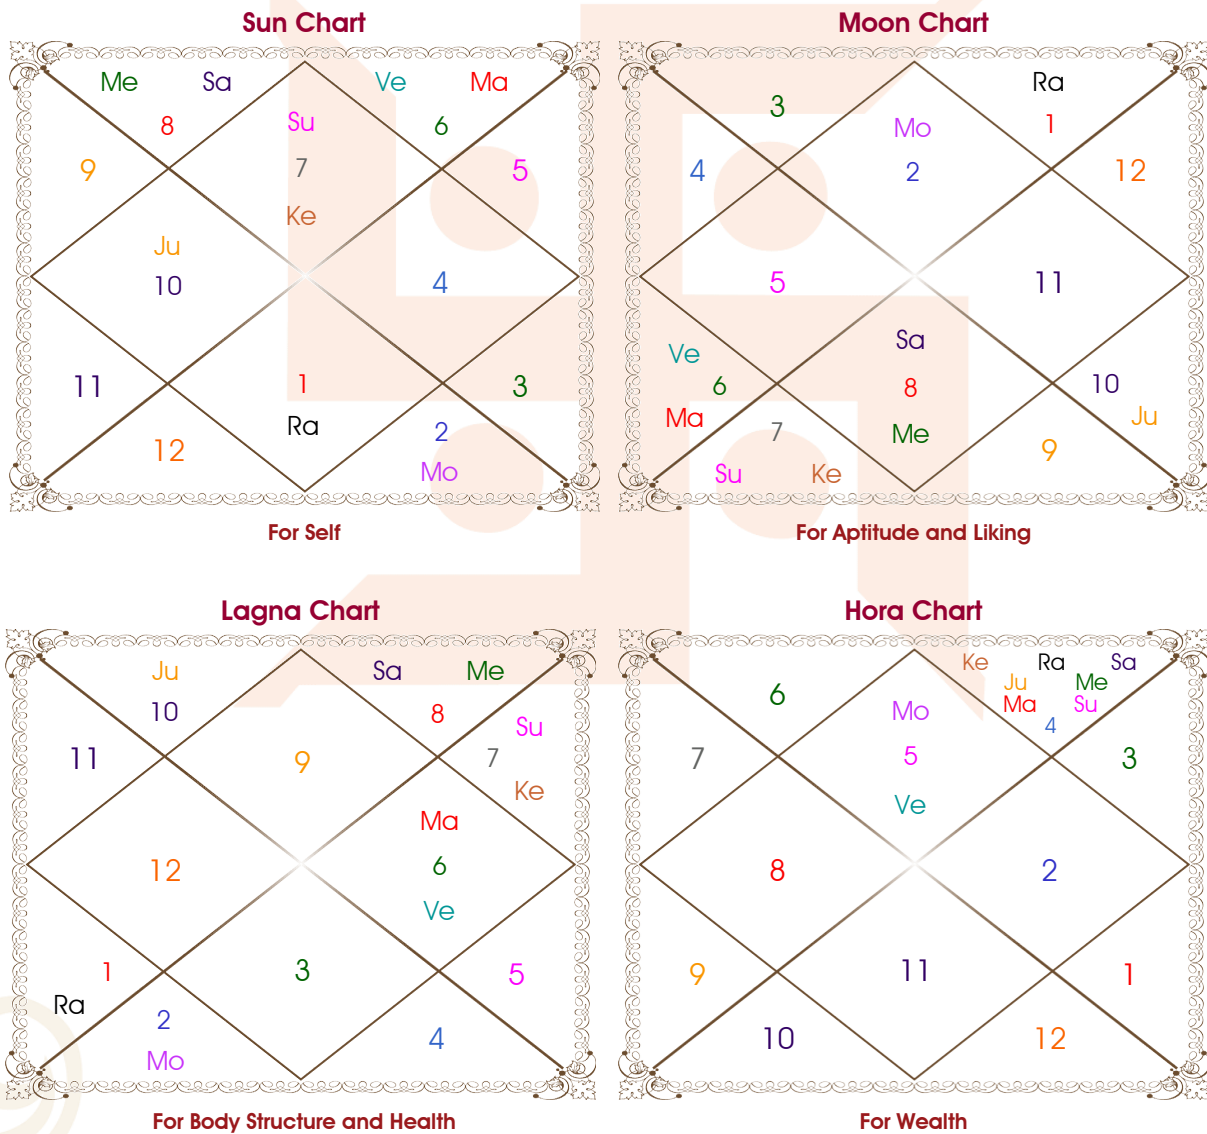 Sun Chart
Me Sa Ve Ma
8 Su 6
9 7 5
Ke
Ju
10 4
11 1 3
Ra 2
12 Mo
For Self
Moon Chart
3 Ra
Mo 1
4 2 12
5 11
Sa
Ve
6 8 10
Ma Me Ju
7 9
Su Ke
For Aptitude and Liking
Lagna Chart
Ju Sa Me
10 8
Su
11 9 7
Ke
Ma
12 6
Ve
1 3 5
Ra
2 4
Mo
For Body Structure and Health
Hora Chart
Ke Ra Sa
6 Ju Me
Mo Ma Su
4
7 5 3
Ve
8 2
9 11 1
10 12
For Wealth